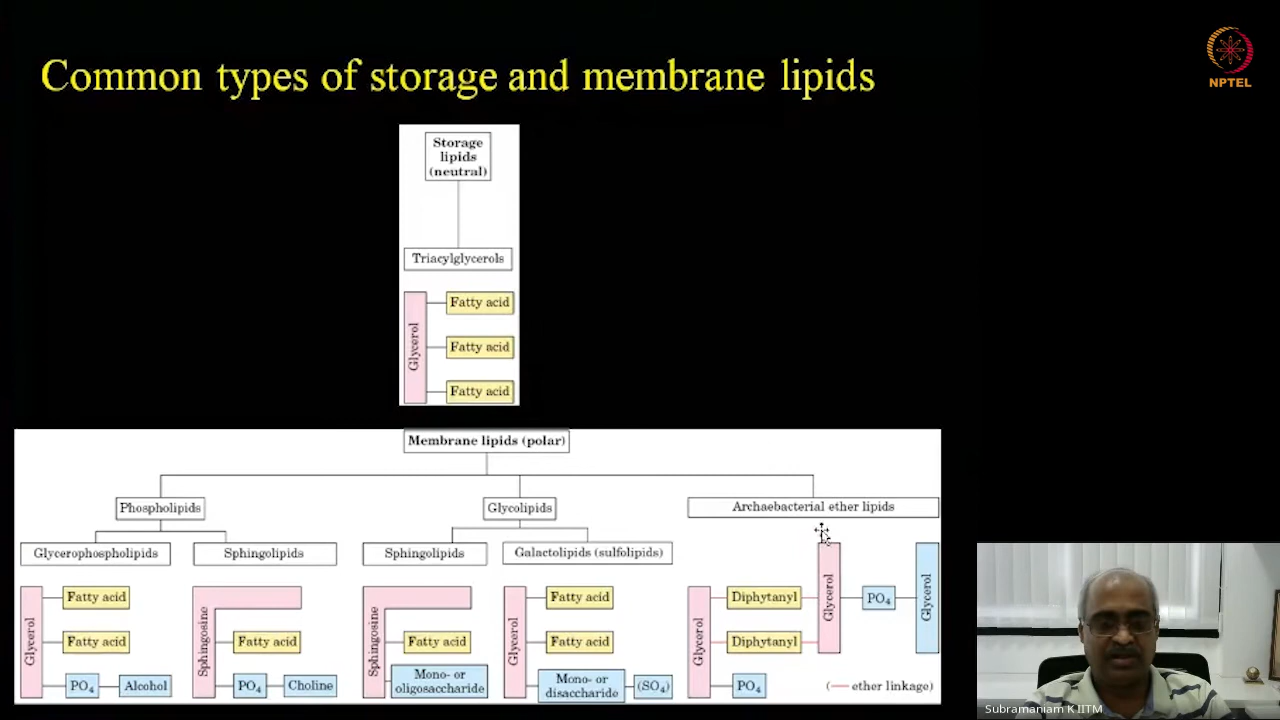 Common types of storage and membrane lipids
NPTEL
Storage
lipids
(neutral)
Triacylglycerols
Glycerol
Fatty acid
Fatty acid
Fatty acid
Membrane lipids (polar)
Phospholipids
Glycolipids
Archaebacterial ether lipids
Glycerophospholipids
Sphingolipids
Sphingolipids
Galactolipids (sulfolipids)
Glycerol
Fatty acid
Fatty acid
PO₄
Alcohol
Sphingosine
Fatty acid
PO₄
Choline
Sphingosine
Fatty acid
Mono- or
oligosaccharide
Glycerol
Fatty acid
Fatty acid
Mono- or
disaccharide
(SO₄)
Glycerol
Diphytanyl
Diphytanyl
PO₄
Glycerol
PO₄
Glycerol
(— ether linkage)
Subramaniam K IITM